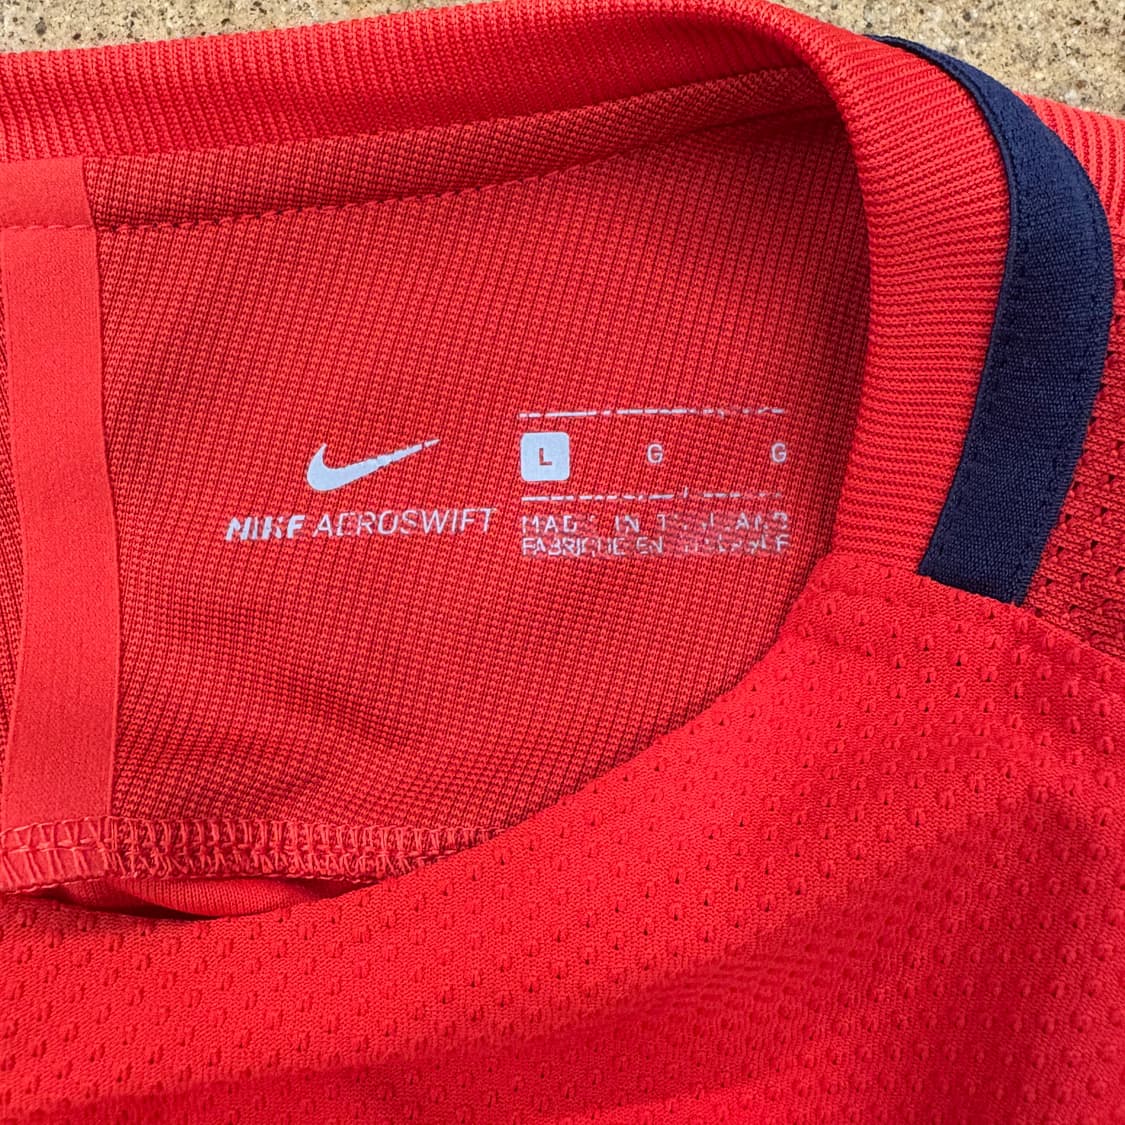 L G G
NIKE AEROSWIFT
MADE IN
FABRIQUE EN